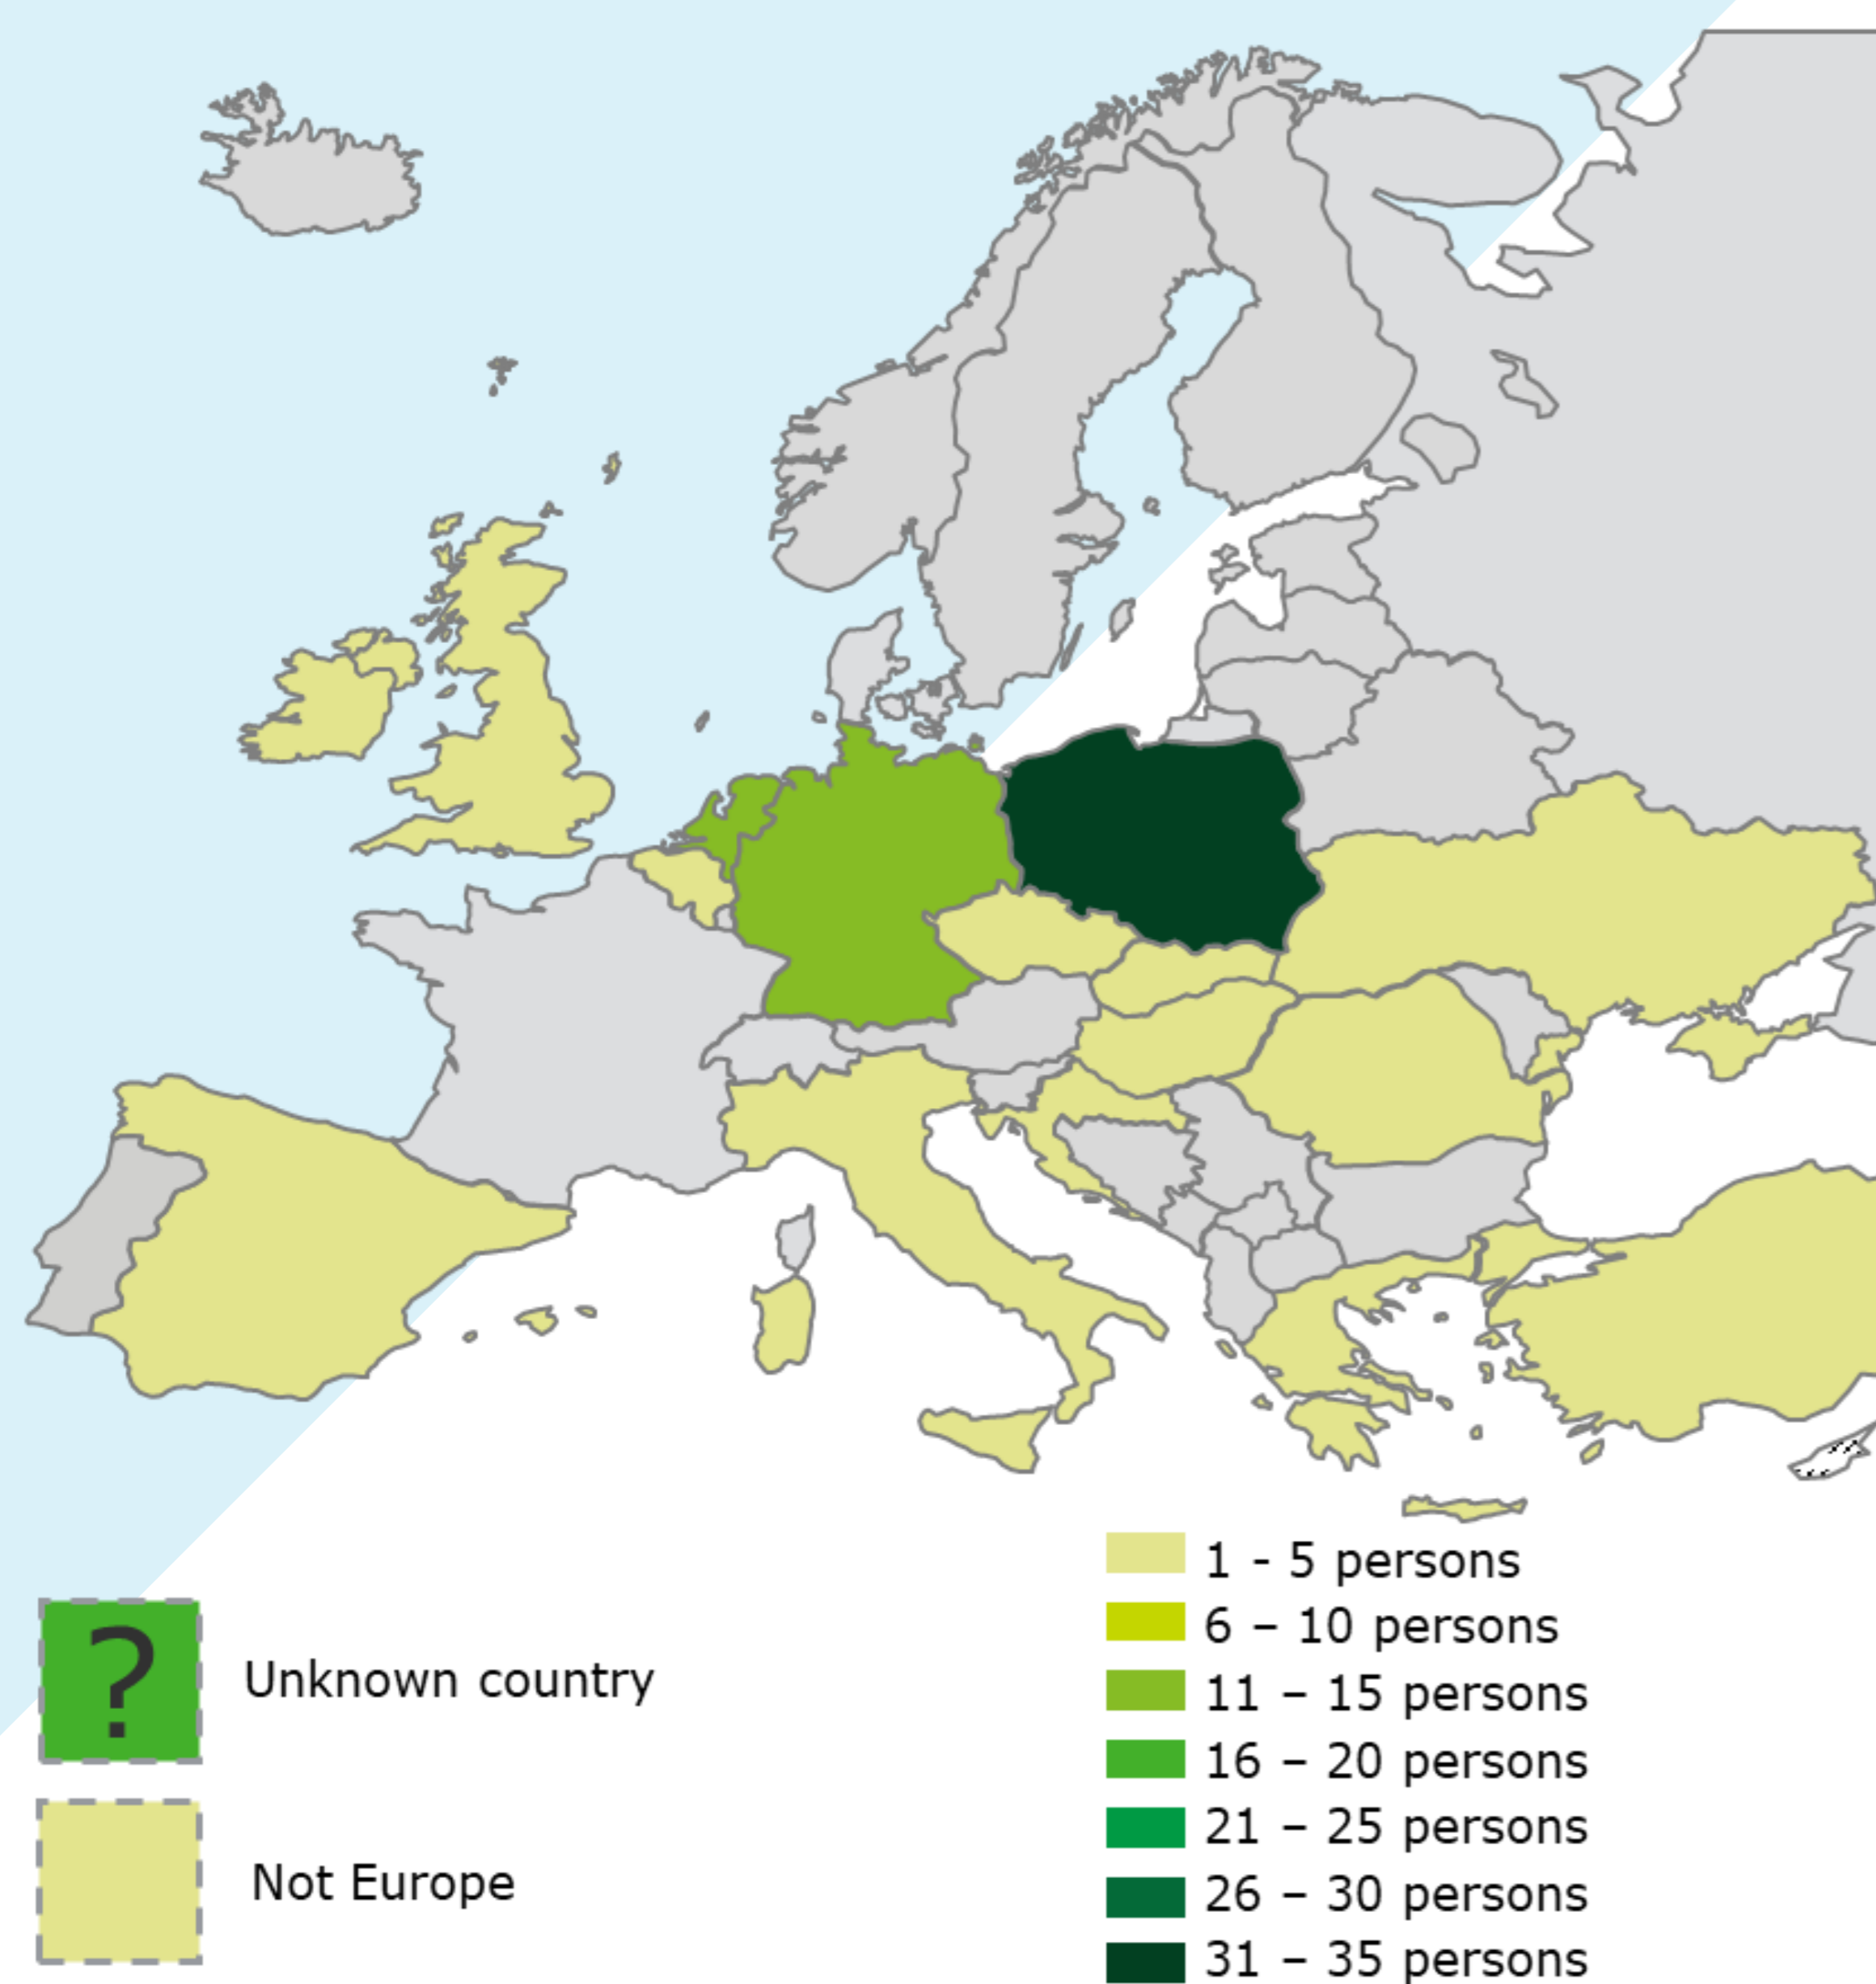 1 - 5 persons
6 – 10 persons
11 – 15 persons
16 – 20 persons
21 – 25 persons
26 – 30 persons
31 – 35 persons
?
Unknown country
Not Europe